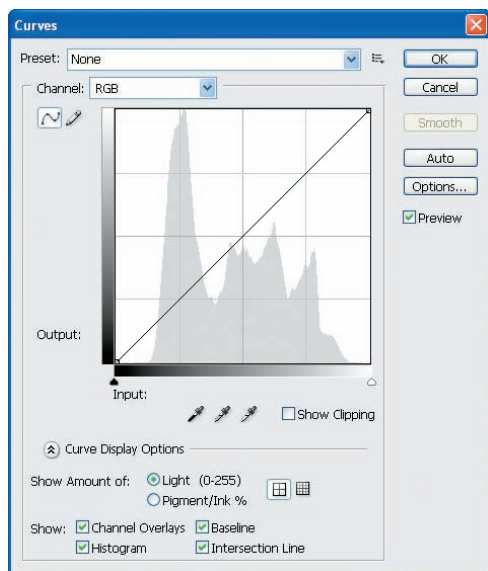 Curves
Preset: None
OK
Channel: RGB
Cancel
Smooth
Auto
Options...
Preview
Output:
Input:
Show Clipping
Curve Display Options
Show Amount of: Light (0-255)
Pigment/Ink %
Show: Channel Overlays Baseline
Histogram Intersection Line